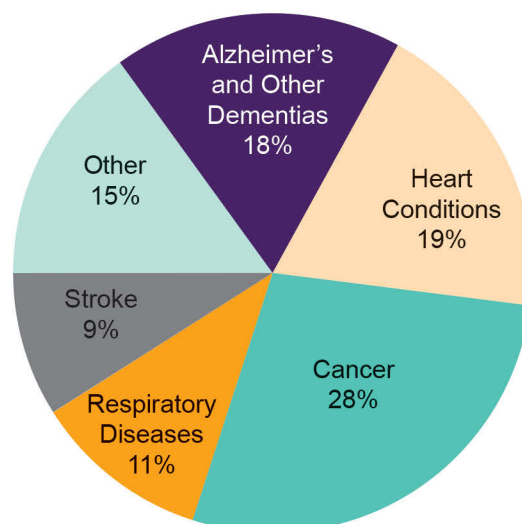 Alzheimer’s
and Other
Dementias
18%
Heart
Conditions
19%
Other
15%
Stroke
9%
Cancer
28%
Respiratory
Diseases
11%